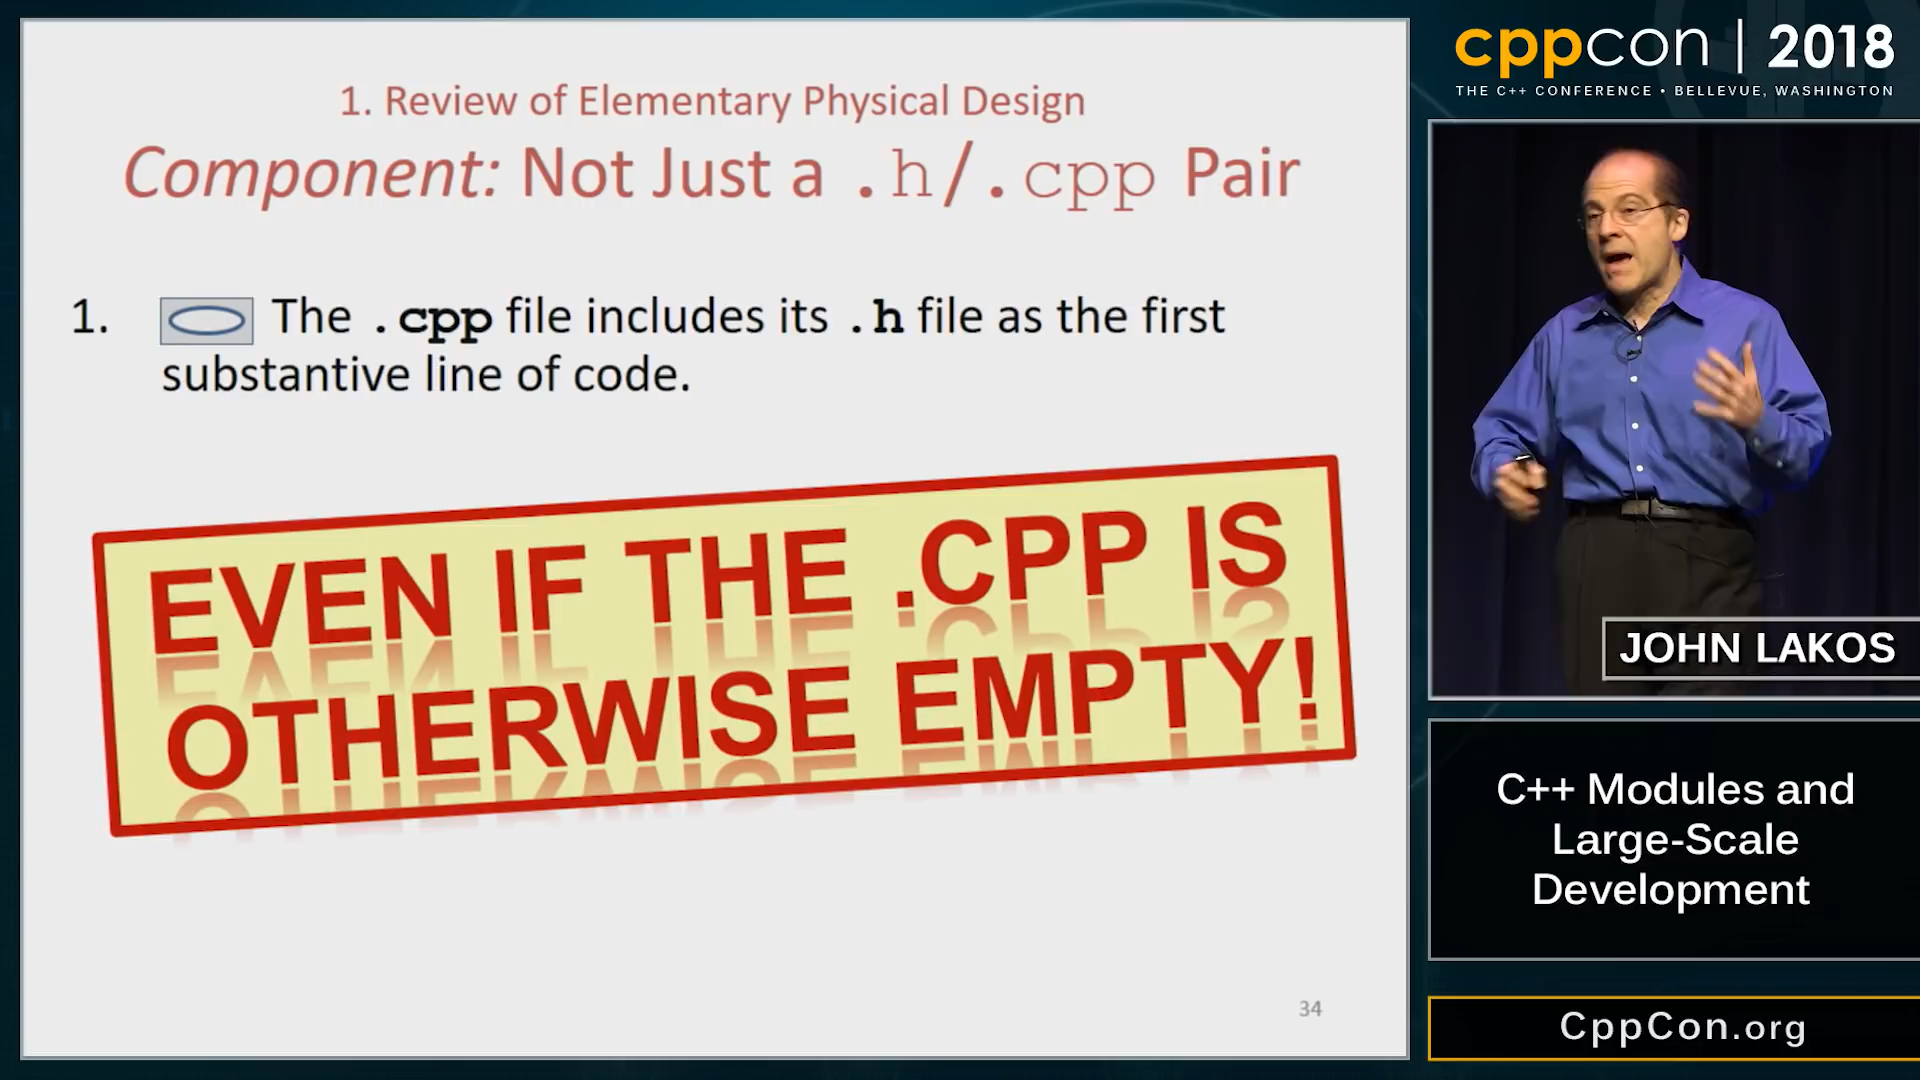 1. Review of Elementary Physical Design
Component: Not Just a .h/.cpp Pair
1. The .cpp file includes its .h file as the first
substantive line of code.
EVEN IF THE .CPP IS
OTHERWISE EMPTY!
34
cppcon | 2018
THE C++ CONFERENCE • BELLEVUE, WASHINGTON
JOHN LAKOS
C++ Modules and
Large-Scale
Development
CppCon.org